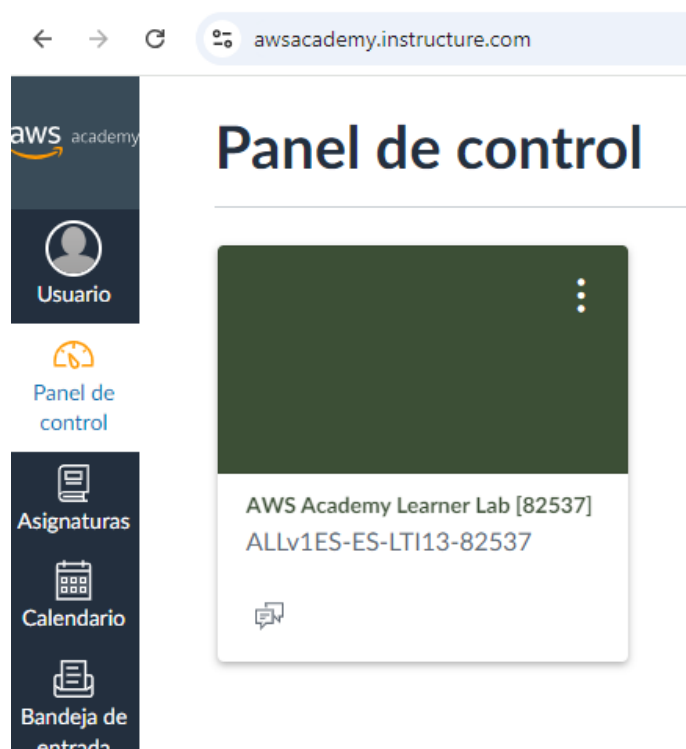 awsacademy.instructure.com
aws academy
Panel de control
Usuario
Panel de
control
Asignaturas
Calendario
Bandeja de
entrada
AWS Academy Learner Lab [82537]
ALLv1ES-ES-LTI13-82537